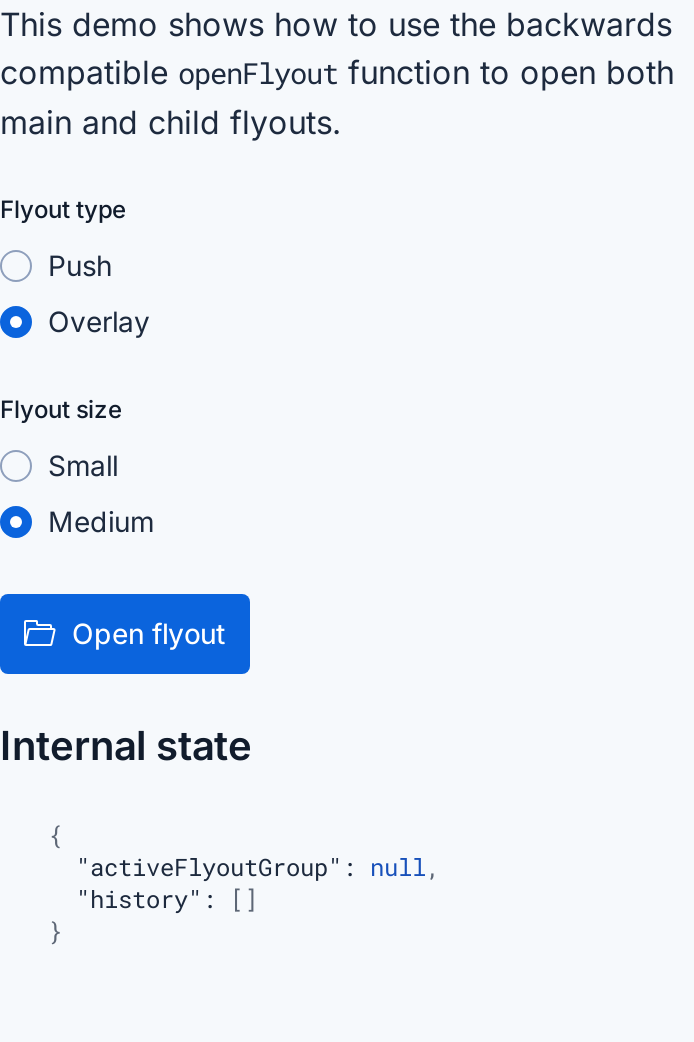 This demo shows how to use the backwards
compatible openFlyout function to open both
main and child flyouts.
Flyout type
Push
Overlay
Flyout size
Small
Medium
Open flyout
Internal state
{
  "activeFlyoutGroup": null,
  "history": []
}